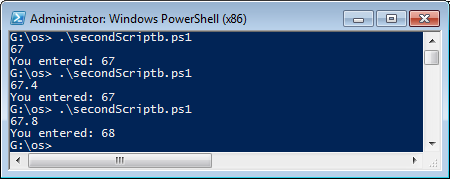 Administrator: Windows PowerShell (x86)
G:\os> .\secondScriptb.ps1
67
You entered: 67
G:\os> .\secondScriptb.ps1
67.4
You entered: 67
G:\os> .\secondScriptb.ps1
67.8
You entered: 68
G:\os>